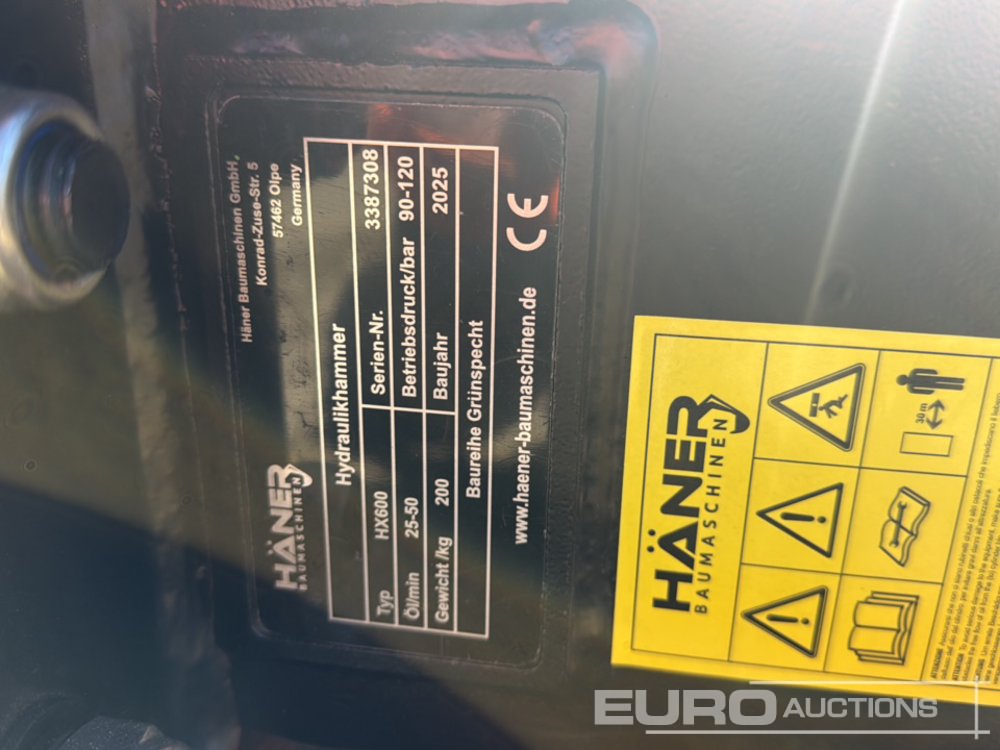 HÄNER
BAUMASCHINEN
Häner Baumaschinen GmbH,
Konrad-Zuse-Str. 5
57462 Olpe
Germany
Hydraulikhammer
Typ HX600 Serien-Nr. 3387308
Öl/min 25-50 Betriebsdruck/bar 90-120
Gewicht /kg 200 Baujahr 2025
Baureihe Grünspecht
www.haener-baumaschinen.de CE
HÄNER
BAUMASCHINEN
30 m
EURO AUCTIONS